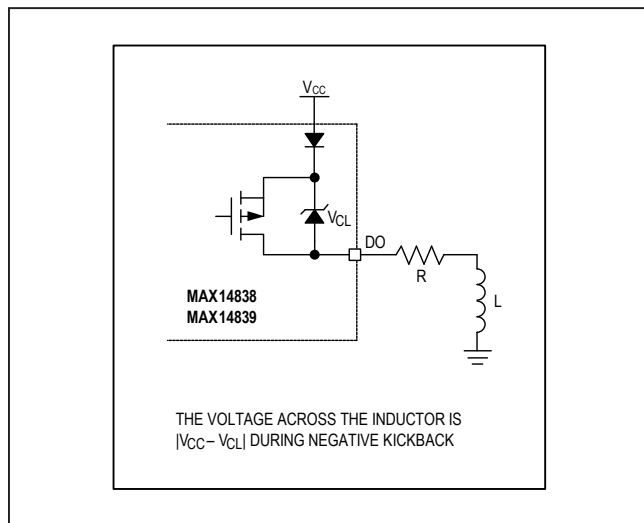 VCC
VCL
DO
R
L
MAX14838
MAX14839
THE VOLTAGE ACROSS THE INDUCTOR IS
|VCC – VCL| DURING NEGATIVE KICKBACK